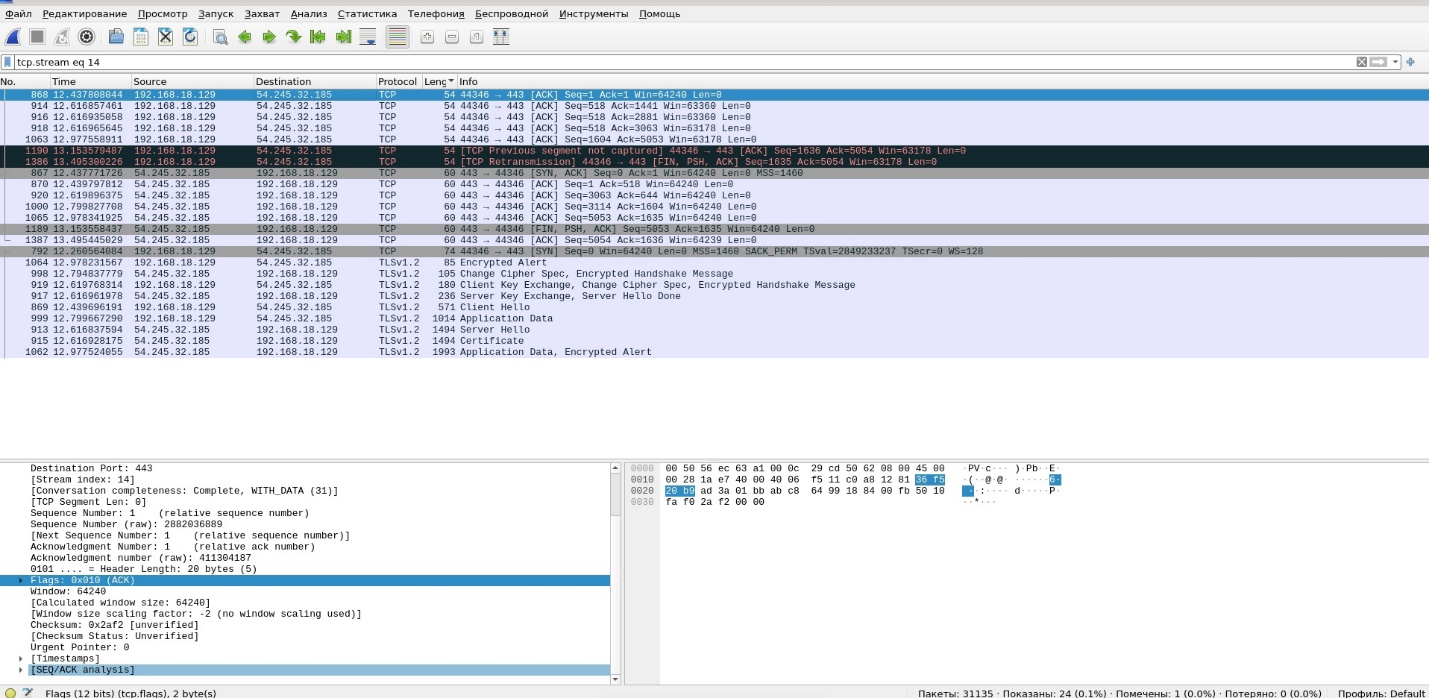 Файл Редактирование Просмотр Запуск Захват Анализ Статистика Телефония Беспроводной Инструменты Помощь
tcp.stream eq 14
No. Time Source Destination Protocol Leng Info
868 12.437808044 192.168.18.129 54.245.32.185 TCP 54 44346 → 443 [ACK] Seq=1 Ack=1 Win=64240 Len=0
914 12.616857461 192.168.18.129 54.245.32.185 TCP 54 44346 → 443 [ACK] Seq=518 Ack=1441 Win=63360 Len=0
916 12.616935058 192.168.18.129 54.245.32.185 TCP 54 44346 → 443 [ACK] Seq=518 Ack=2881 Win=63360 Len=0
918 12.616965645 192.168.18.129 54.245.32.185 TCP 54 44346 → 443 [ACK] Seq=518 Ack=3063 Win=63178 Len=0
1063 12.977558911 192.168.18.129 54.245.32.185 TCP 54 44346 → 443 [ACK] Seq=1604 Ack=5053 Win=63178 Len=0
1190 13.153579487 192.168.18.129 54.245.32.185 TCP 54 [TCP Previous segment not captured] 44346 → 443 [ACK] Seq=1636 Ack=5054 Win=63178 Len=0
1386 13.495300226 192.168.18.129 54.245.32.185 TCP 54 [TCP Retransmission] 44346 → 443 [FIN, PSH, ACK] Seq=1635 Ack=5054 Win=63178 Len=0
867 12.437771726 54.245.32.185 192.168.18.129 TCP 60 443 → 44346 [SYN, ACK] Seq=0 Ack=1 Win=64240 Len=0 MSS=1460
870 12.439797812 54.245.32.185 192.168.18.129 TCP 60 443 → 44346 [ACK] Seq=1 Ack=518 Win=64240 Len=0
920 12.619896375 54.245.32.185 192.168.18.129 TCP 60 443 → 44346 [ACK] Seq=3063 Ack=644 Win=64240 Len=0
1000 12.799827708 54.245.32.185 192.168.18.129 TCP 60 443 → 44346 [ACK] Seq=3114 Ack=1604 Win=64240 Len=0
1065 12.978341925 54.245.32.185 192.168.18.129 TCP 60 443 → 44346 [ACK] Seq=5053 Ack=1635 Win=64240 Len=0
1189 13.153558437 54.245.32.185 192.168.18.129 TCP 60 443 → 44346 [FIN, PSH, ACK] Seq=5053 Ack=1635 Win=64240 Len=0
1387 13.495445029 54.245.32.185 192.168.18.129 TCP 60 443 → 44346 [ACK] Seq=5054 Ack=1636 Win=64239 Len=0
792 12.260564084 192.168.18.129 54.245.32.185 TCP 74 44346 → 443 [SYN] Seq=0 Win=64240 Len=0 MSS=1460 SACK_PERM TSval=2849233237 TSecr=0 WS=128
1064 12.978231567 192.168.18.129 54.245.32.185 TLSv1.2 85 Encrypted Alert
998 12.794837779 54.245.32.185 192.168.18.129 TLSv1.2 105 Change Cipher Spec, Encrypted Handshake Message
919 12.619768314 192.168.18.129 54.245.32.185 TLSv1.2 180 Client Key Exchange, Change Cipher Spec, Encrypted Handshake Message
917 12.616961978 54.245.32.185 192.168.18.129 TLSv1.2 236 Server Key Exchange, Server Hello Done
869 12.439696191 192.168.18.129 54.245.32.185 TLSv1.2 571 Client Hello
999 12.799667290 192.168.18.129 54.245.32.185 TLSv1.2 1014 Application Data
913 12.616837594 54.245.32.185 192.168.18.129 TLSv1.2 1494 Server Hello
915 12.616928175 54.245.32.185 192.168.18.129 TLSv1.2 1494 Certificate
1062 12.977524055 54.245.32.185 192.168.18.129 TLSv1.2 1993 Application Data, Encrypted Alert
Destination Port: 443
[Stream index: 14]
[Conversation completeness: Complete, WITH_DATA (31)]
[TCP Segment Len: 0]
Sequence Number: 1 (relative sequence number)
Sequence Number (raw): 2882036889
[Next Sequence Number: 1 (relative sequence number)]
Acknowledgment Number: 1 (relative ack number)
Acknowledgment number (raw): 411304187
0101 .... = Header Length: 20 bytes (5)
Flags: 0x010 (ACK)
Window: 64240
[Calculated window size: 64240]
[Window size scaling factor: -2 (no window scaling used)]
Checksum: 0x2af2 [unverified]
[Checksum Status: Unverified]
Urgent Pointer: 0
[Timestamps]
[SEQ/ACK analysis]
0000 00 50 56 ec 63 a1 00 0c 29 cd 50 62 08 00 45 00 ·PV·c··· )·Pb··E·
0010 00 28 1a e7 40 00 40 06 f5 11 c0 a8 12 81 36 f5 ·(··@·@· ······6·
0020 20 b9 ad 3a 01 bb ab c8 64 99 18 84 00 fb 50 10 ··:···· d·····P·
0030 fa f0 2a f2 00 00 ··*···
Flags (12 bits) (tcp.flags), 2 byte(s)
Пакеты: 31135 · Показаны: 24 (0.1%) · Помечены: 1 (0.0%) · Потеряно: 0 (0.0%)
Профиль: Default